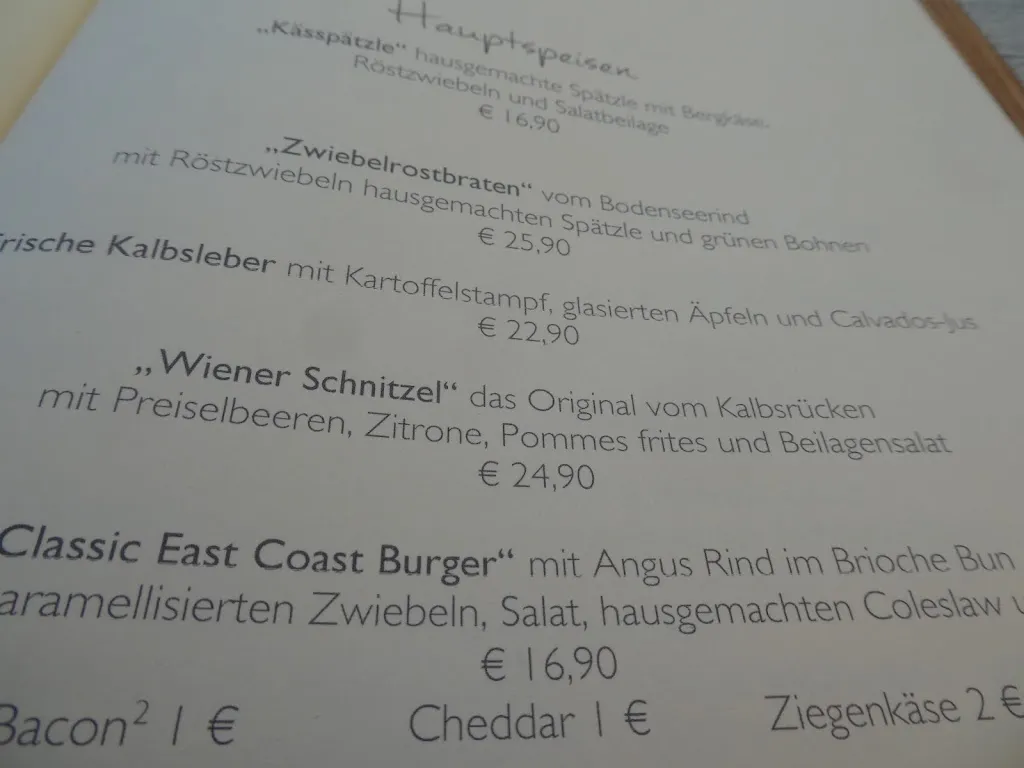 Hauptspeisen
„Kässpätzle“ hausgemachte Spätzle mit Bergkäse,
Röstzwiebeln und Salatbeilage
€ 16,90
„Zwiebelrostbraten“ vom Bodenseerind
mit Röstzwiebeln hausgemachten Spätzle und grünen Bohnen
€ 25,90
frische Kalbsleber mit Kartoffelstampf, glasierten Äpfeln und Calvados-Jus
€ 22,90
„Wiener Schnitzel“ das Original vom Kalbsrücken
mit Preiselbeeren, Zitrone, Pommes frites und Beilagensalat
€ 24,90
Classic East Coast Burger“ mit Angus Rind im Brioche Bun
aramellisierten Zwiebeln, Salat, hausgemachten Coleslaw
€ 16,90
Bacon² 1 € Cheddar 1 € Ziegenkäse 2 €